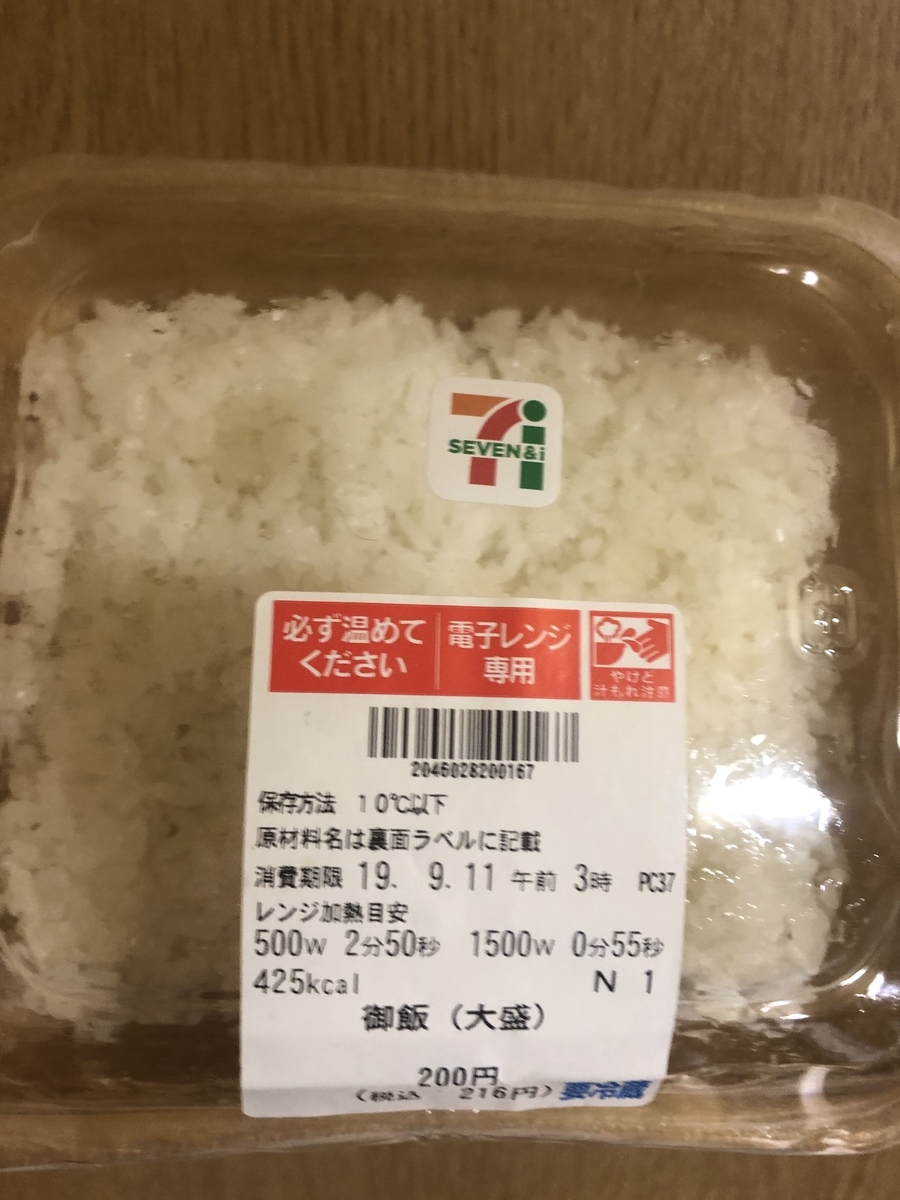 SEVEN&i
必ず温めて
ください
電子レンジ
専用
やけど
汁もれ注意
2046028200167
保存方法 10℃以下
原材料名は裏面ラベルに記載
消費期限 19. 9.11 午前 3時 PC37
レンジ加熱目安
500W 2分50秒 1500W 0分55秒
425kcal N 1
御飯（大盛）
200円
（税込 216円）要冷蔵